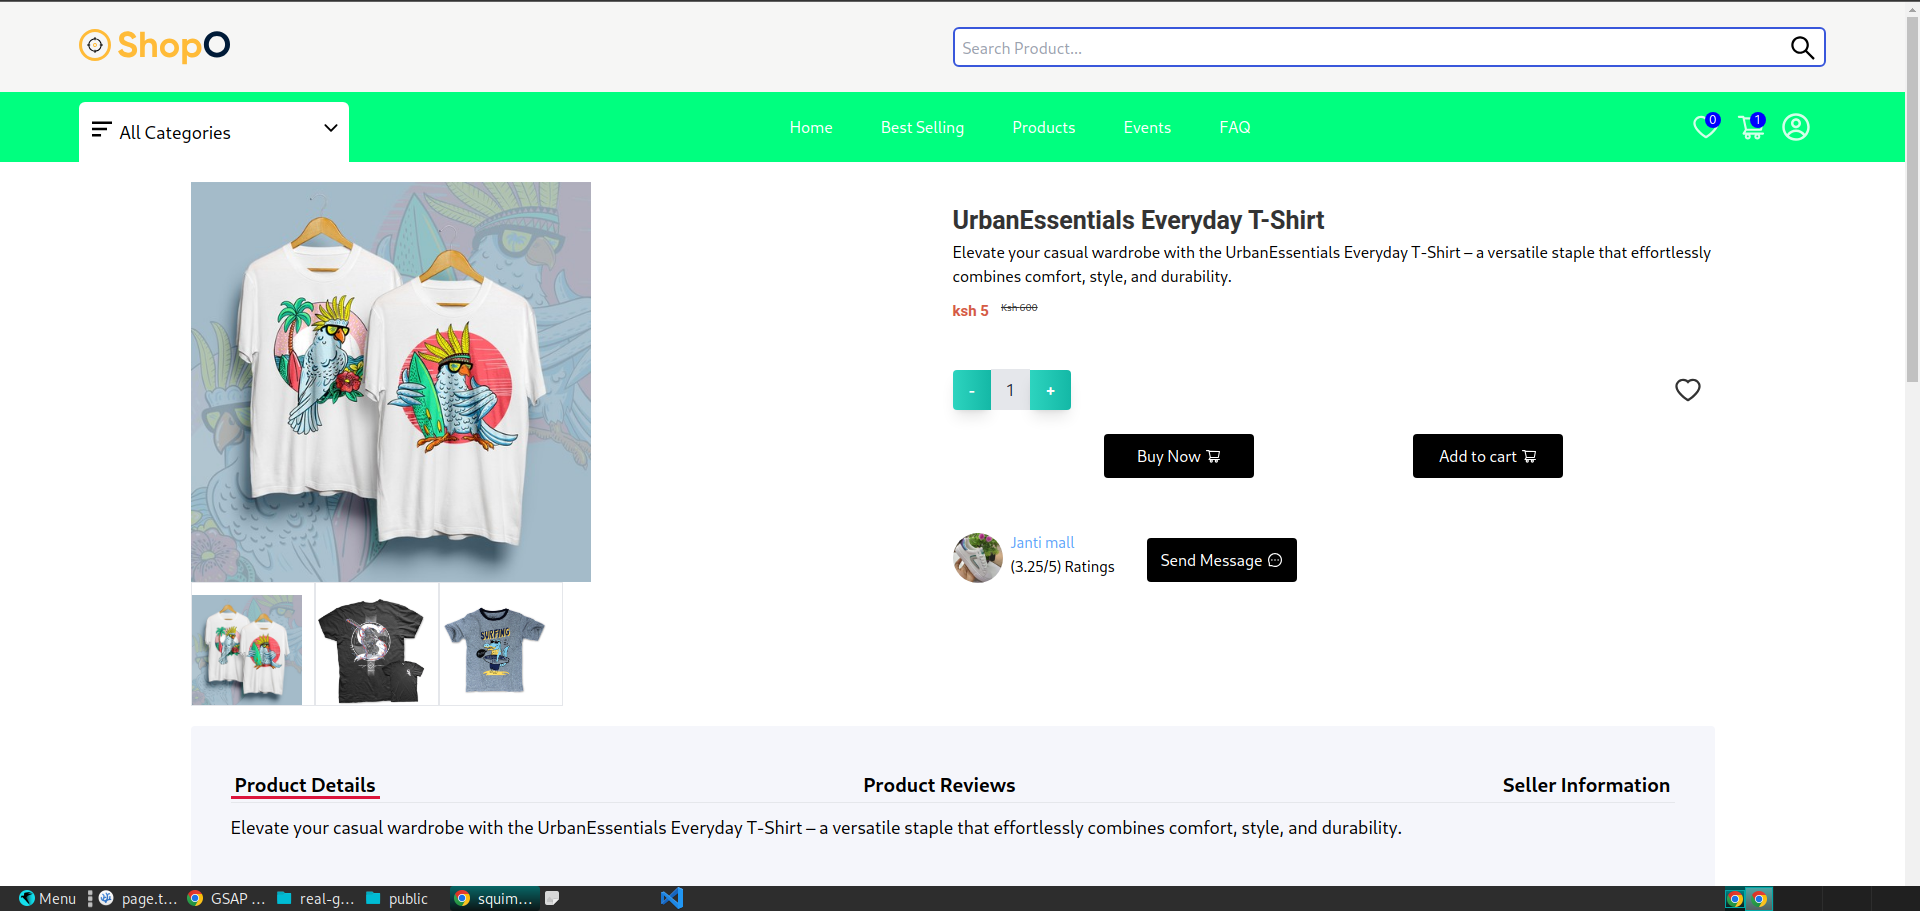 ShopO
Search Product...
All Categories
Home
Best Selling
Products
Events
FAQ
0
1
UrbanEssentials Everyday T-Shirt
Elevate your casual wardrobe with the UrbanEssentials Everyday T-Shirt – a versatile staple that effortlessly
combines comfort, style, and durability.
ksh 5
Ksh 600
-
1
+
Buy Now
Add to cart
Janti mall
(3.25/5) Ratings
Send Message
SURFING
Product Details
Product Reviews
Seller Information
Elevate your casual wardrobe with the UrbanEssentials Everyday T-Shirt – a versatile staple that effortlessly combines comfort, style, and durability.
Menu
page.t...
GSAP ...
real-g...
public
squim...